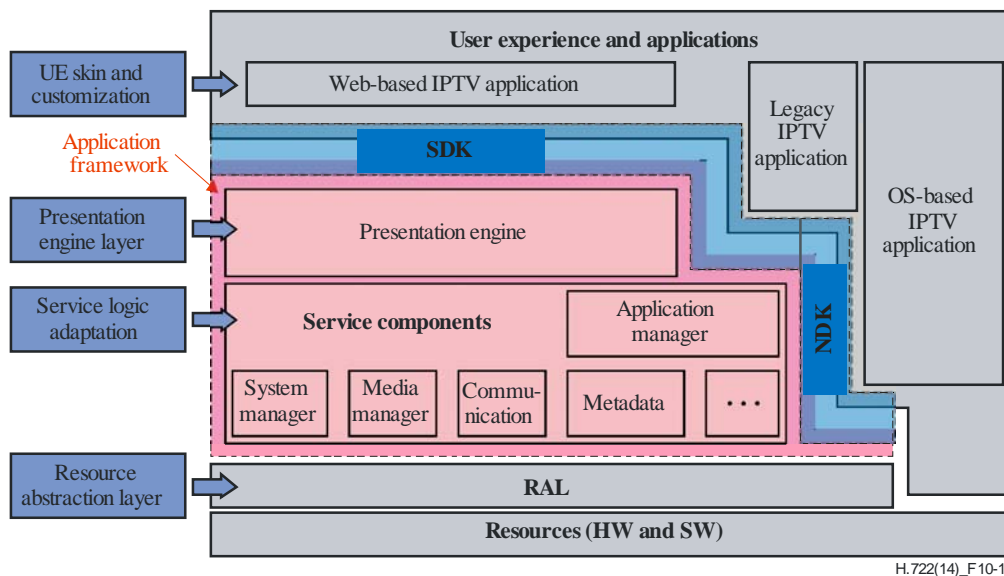 User experience and applications
UE skin and
customization
Web-based IPTV application
Legacy
IPTV
application
OS-based
IPTV
application
Application
framework
SDK
Presentation
engine layer
Presentation engine
Service logic
adaptation
Service components
Application
manager
NDK
System
manager
Media
manager
Commu-
nication
Metadata
• • •
Resource
abstraction layer
RAL
Resources (HW and SW)
H.722(14)_F10-1